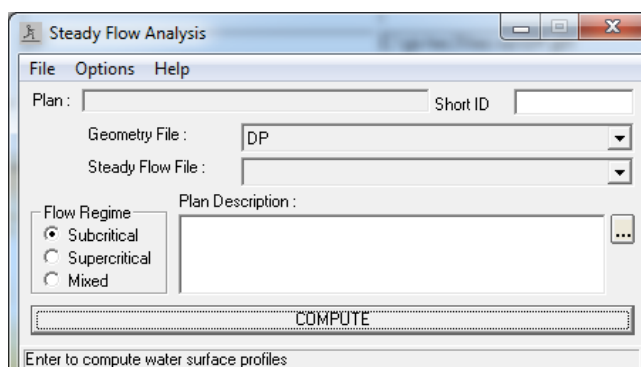 Steady Flow Analysis
File Options Help
Plan : Short ID
Geometry File : DP
Steady Flow File :
Plan Description :
Flow Regime
Subcritical
Supercritical
Mixed
...
COMPUTE
Enter to compute water surface profiles